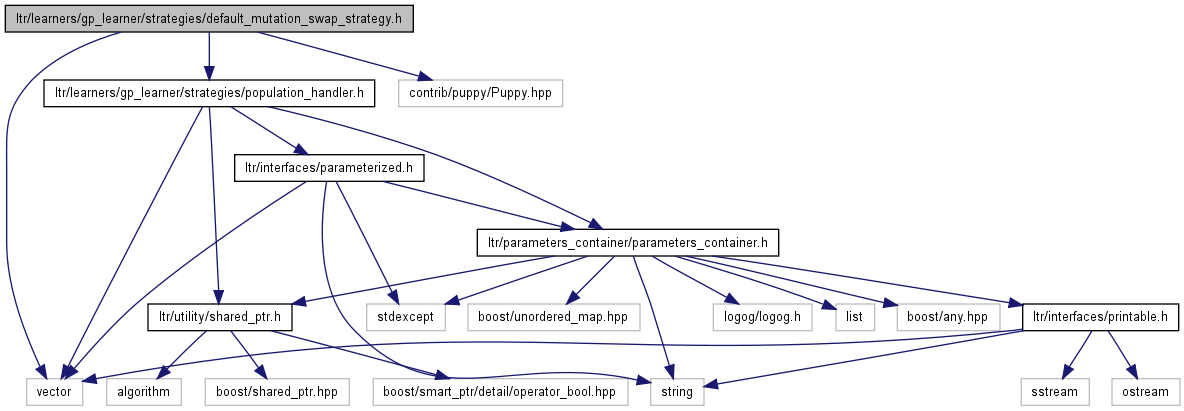 ltr/learners/gp_learner/strategies/default_mutation_swap_strategy.h
ltr/learners/gp_learner/strategies/population_handler.h
contrib/puppy/Puppy.hpp
ltr/interfaces/parameterized.h
ltr/parameters_container/parameters_container.h
ltr/utility/shared_ptr.h
stdexcept
boost/unordered_map.hpp
logog/logog.h
list
boost/any.hpp
ltr/interfaces/printable.h
vector
algorithm
boost/shared_ptr.hpp
boost/smart_ptr/detail/operator_bool.hpp
string
sstream
ostream